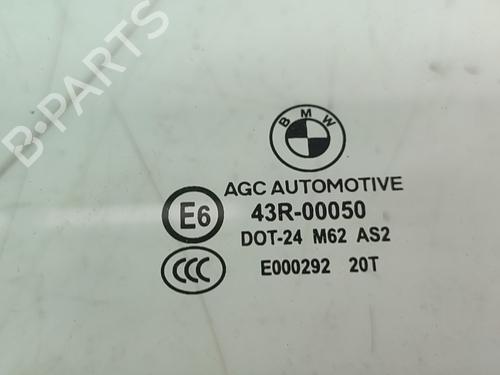 B-PARTS
BMW
AGC AUTOMOTIVE
E6 43R-00050
DOT-24 M62 AS2
CCC E000292 20T